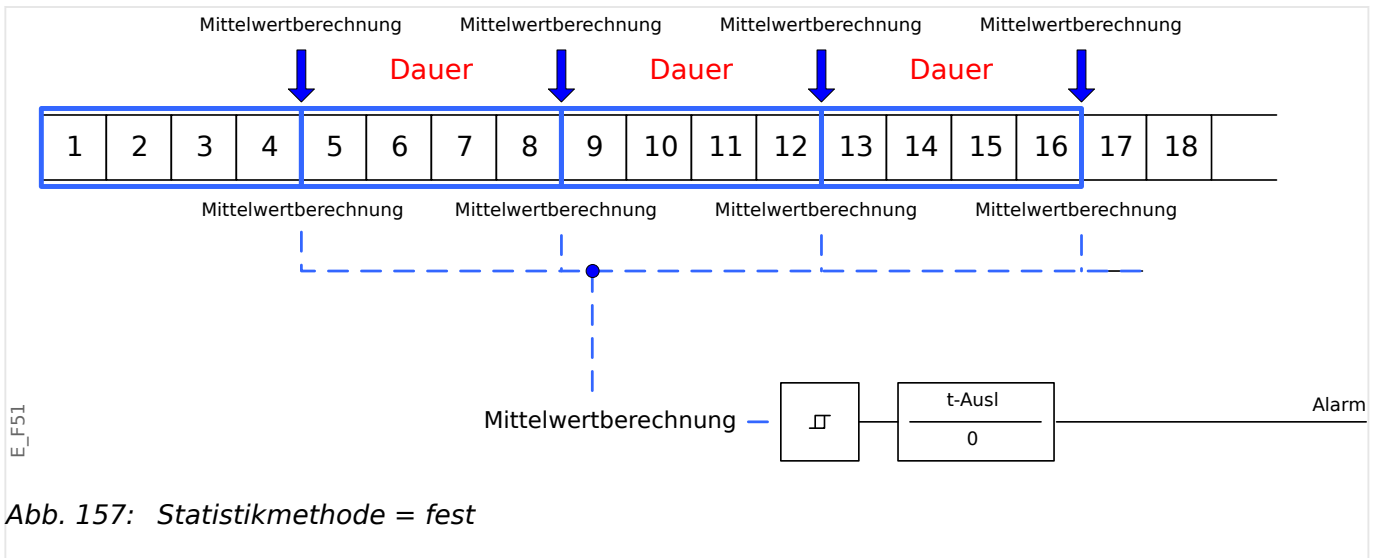 Mittelwertberechnung Mittelwertberechnung Mittelwertberechnung Mittelwertberechnung
Dauer Dauer Dauer
1 2 3 4 5 6 7 8 9 10 11 12 13 14 15 16 17 18
Mittelwertberechnung Mittelwertberechnung Mittelwertberechnung Mittelwertberechnung
t-Ausl
Alarm
Mittelwertberechnung
0
E_F51
Abb. 157: Statistikmethode = fest